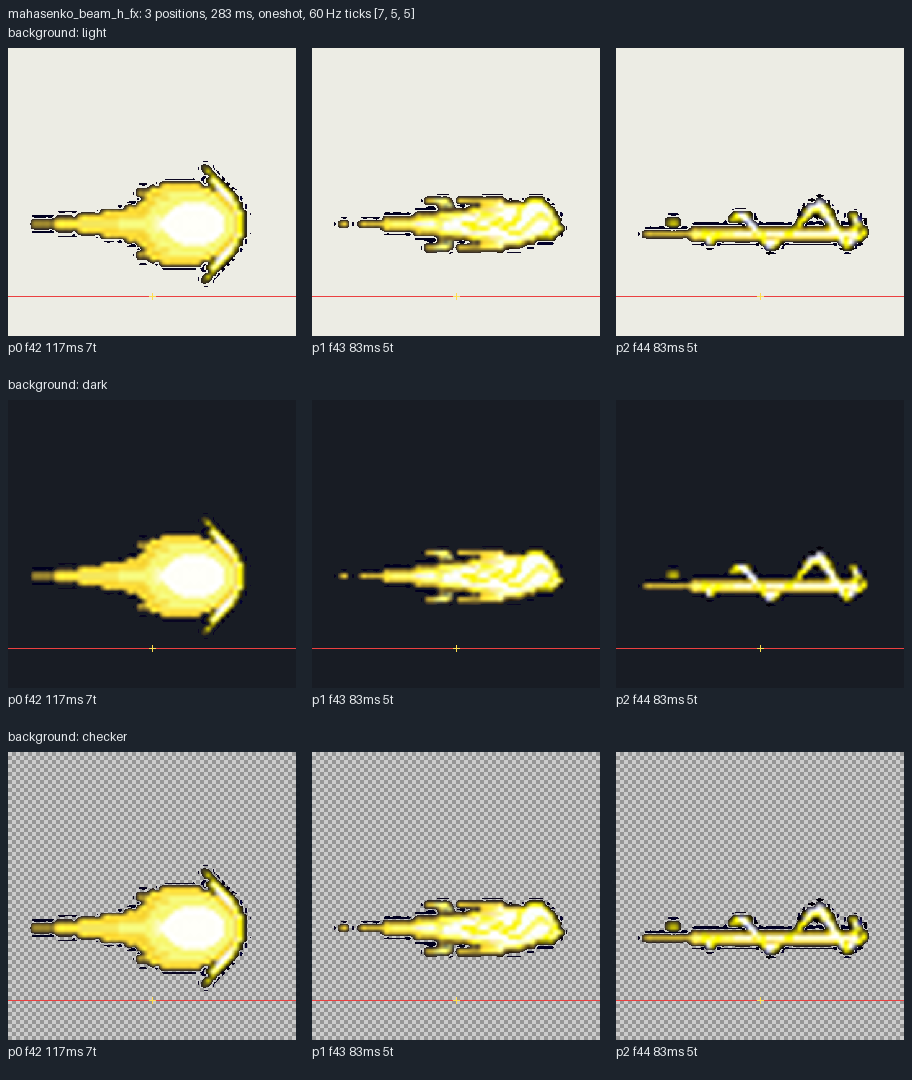 mahasenko_beam_h_fx: 3 positions, 283 ms, oneshot, 60 Hz ticks [7, 5, 5]
background: light
p0 f42 117ms 7t
p1 f43 83ms 5t
p2 f44 83ms 5t
background: dark
p0 f42 117ms 7t
p1 f43 83ms 5t
p2 f44 83ms 5t
background: checker
p0 f42 117ms 7t
p1 f43 83ms 5t
p2 f44 83ms 5t